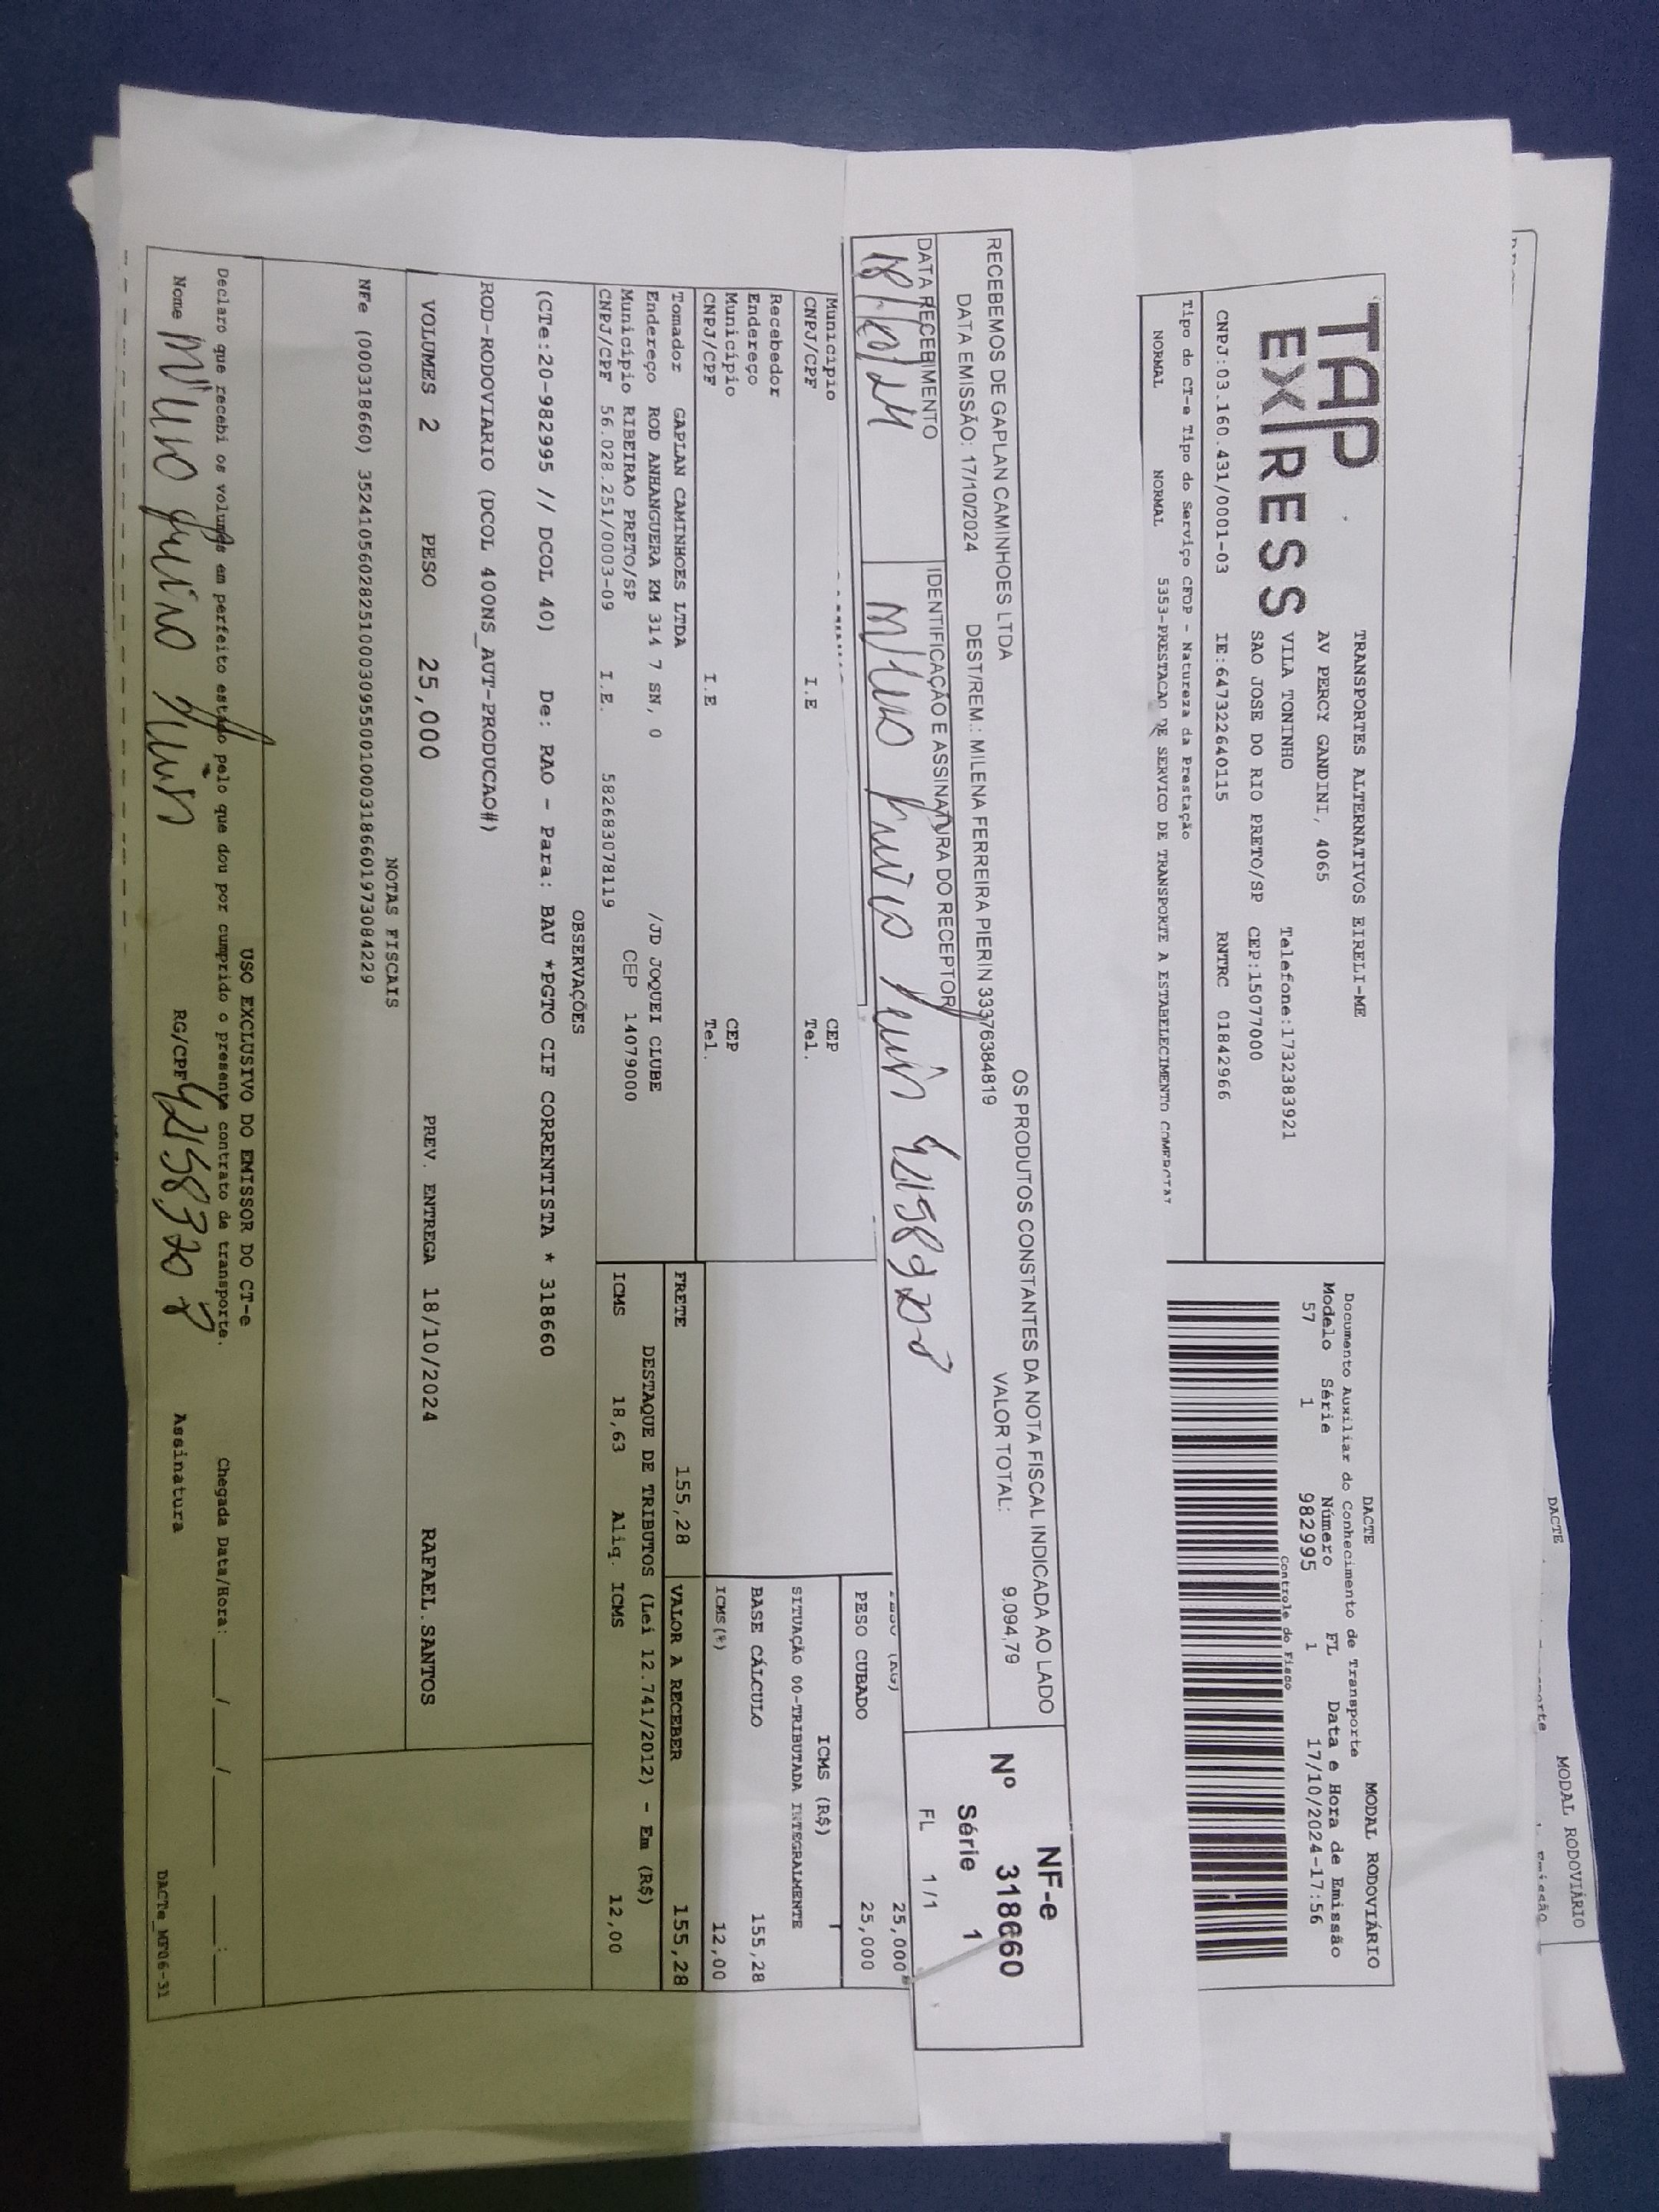 TAP
EXPRESS
TRANSPORTES ALTERNATIVOS EIRELI-ME
AV PERCY GANDINI, 4065
VILA TONINHO Telefone:1732383921
SAO JOSE DO RIO PRETO/SP CEP:15077000
CNPJ:03.160.431/0001-03 IE:647322640115 RNTRC 01842966
DACTE MODAL RODOVIÁRIO
Documento Auxiliar do Conhecimento de Transporte
Modelo Série Número FL Data e Hora de Emissão
57 1 982995 1 17/10/2024-17:56
Controle do Fisco
Tipo do CT-e Tipo do Serviço CFOP - Natureza da Prestação
NORMAL NORMAL 5353-PRESTACAO DE SERVICO DE TRANSPORTE A ESTABELECIMENTO COMERCIAL
RECEBEMOS DE GAPLAN CAMINHOES LTDA OS PRODUTOS CONSTANTES DA NOTA FISCAL INDICADA AO LADO
DATA EMISSÃO: 17/10/2024 DEST/REM.: MILENA FERREIRA PIERIN 33376384819 VALOR TOTAL: 9.094,79
DATA RECEBIMENTO IDENTIFICAÇÃO E ASSINATURA DO RECEPTOR
18/10/24
NF-e
Nº 318660
Série 1
FL 1/1
25,000
PESO CUBADO 25,000
Município CEP
CNPJ/CPF I.E Tel.
Recebedor
Endereço
Município CEP
CNPJ/CPF I.E Tel.
ICMS (R$)
SITUAÇÃO 00-TRIBUTADA INTEGRALMENTE
BASE CÁLCULO 155,28
ICMS(%) 12,00
Tomador GAPLAN CAMINHOES LTDA
Endereço ROD ANHANGUERA KM 314 7 SN, 0 /JD JOQUEI CLUBE
Município RIBEIRAO PRETO/SP CEP 14079000
CNPJ/CPF 56.028.251/0003-09 I.E. 582683078119
FRETE 155,28 VALOR A RECEBER 155,28
DESTAQUE DE TRIBUTOS (Lei 12.741/2012) - Em (R$)
ICMS 18,63 Aliq. ICMS 12,00
OBSERVAÇÕES
(CTe:20-982995 // DCOL 40) De: RAO - Para: BAU *PGTO CIF CORRENTISTA * 318660
ROD-RODOVIARIO (DCOL 40ONS_AUT-PRODUCAO#)
VOLUMES 2 PESO 25,000 PREV. ENTREGA 18/10/2024 RAFAEL.SANTOS
NOTAS FISCAIS
NFe (000318660) 35241056028251000309550010003186601973084229
USO EXCLUSIVO DO EMISSOR DO CT-e
Declaro que recebi os volumes em perfeito estado pelo que dou por cumprido o presente contrato de transporte. Chegada Data/Hora: ___/___/___ ___:___
Nome RG/CPF Assinatura
DACTe_MF06-31
DACTE MODAL RODOVIÁRIO